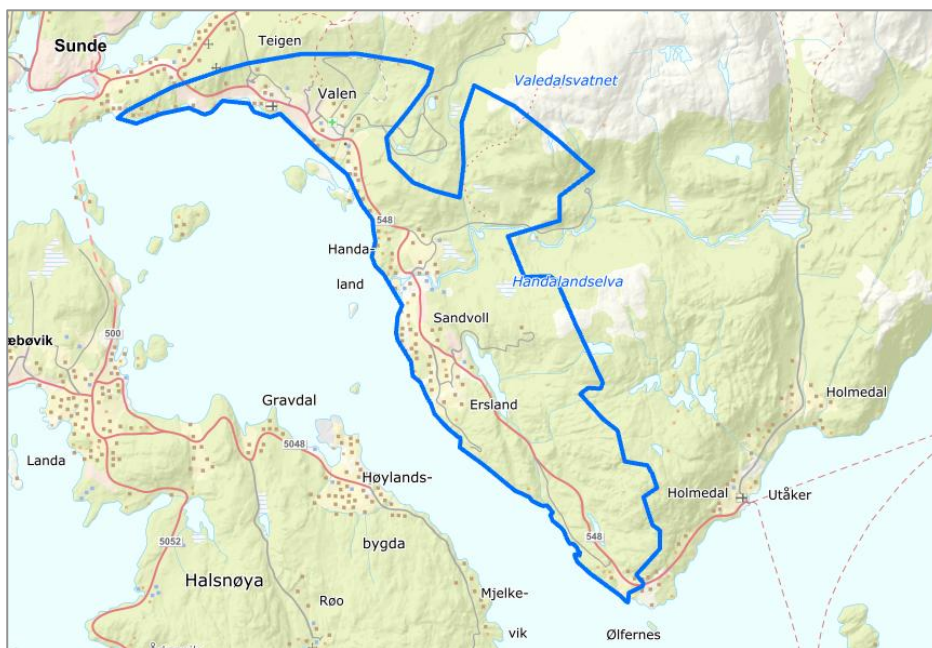 Sunde
Teigen
Valedalsvatnet
Valen
548
Handa-
land
Handalandselva
Sandvoll
500
æbøvik
Ersland
Holmedal
Gravdal
5048
Landa
Høylands-
Holmedal
Utåker
bygda
548
5052
Halsnøya
Røo
Mjelke-
vik
Ølfernes